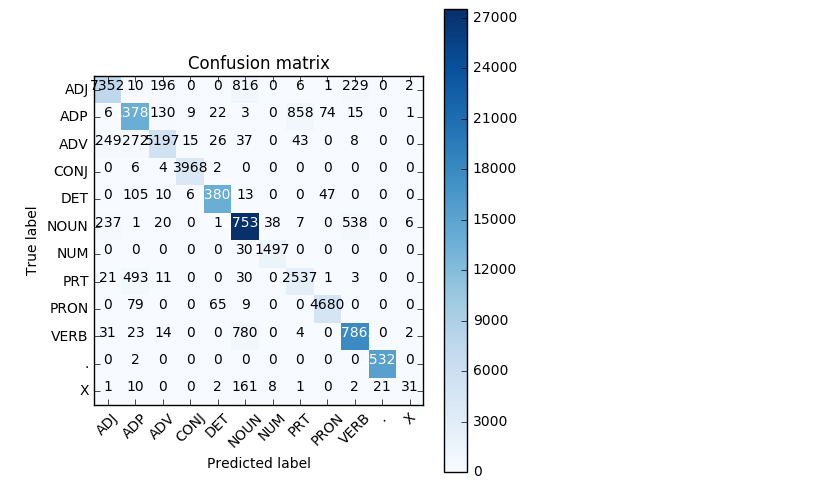 Confusion matrix
True label
ADJ 7352 10 196 0 0 816 0 6 1 229 0 2
ADP 6 378 130 9 22 3 0 858 74 15 0 1
ADV 249 272 5197 15 26 37 0 43 0 8 0 0
CONJ 0 6 4 3968 2 0 0 0 0 0 0 0
DET 0 105 10 6 380 13 0 0 47 0 0 0
NOUN 237 1 20 0 1 753 38 7 0 538 0 6
NUM 0 0 0 0 0 30 1497 0 0 0 0 0
PRT 21 493 11 0 0 30 0 2537 1 3 0 0
PRON 0 79 0 0 65 9 0 0 4680 0 0 0
VERB 31 23 14 0 0 780 0 4 0 786 0 2
. 0 2 0 0 0 0 0 0 0 0 532 0
X 1 10 0 0 2 161 8 1 0 2 21 31
ADJ ADP ADV CONJ DET NOUN NUM PRT PRON VERB . X
Predicted label
27000
24000
21000
18000
15000
12000
9000
6000
3000
0